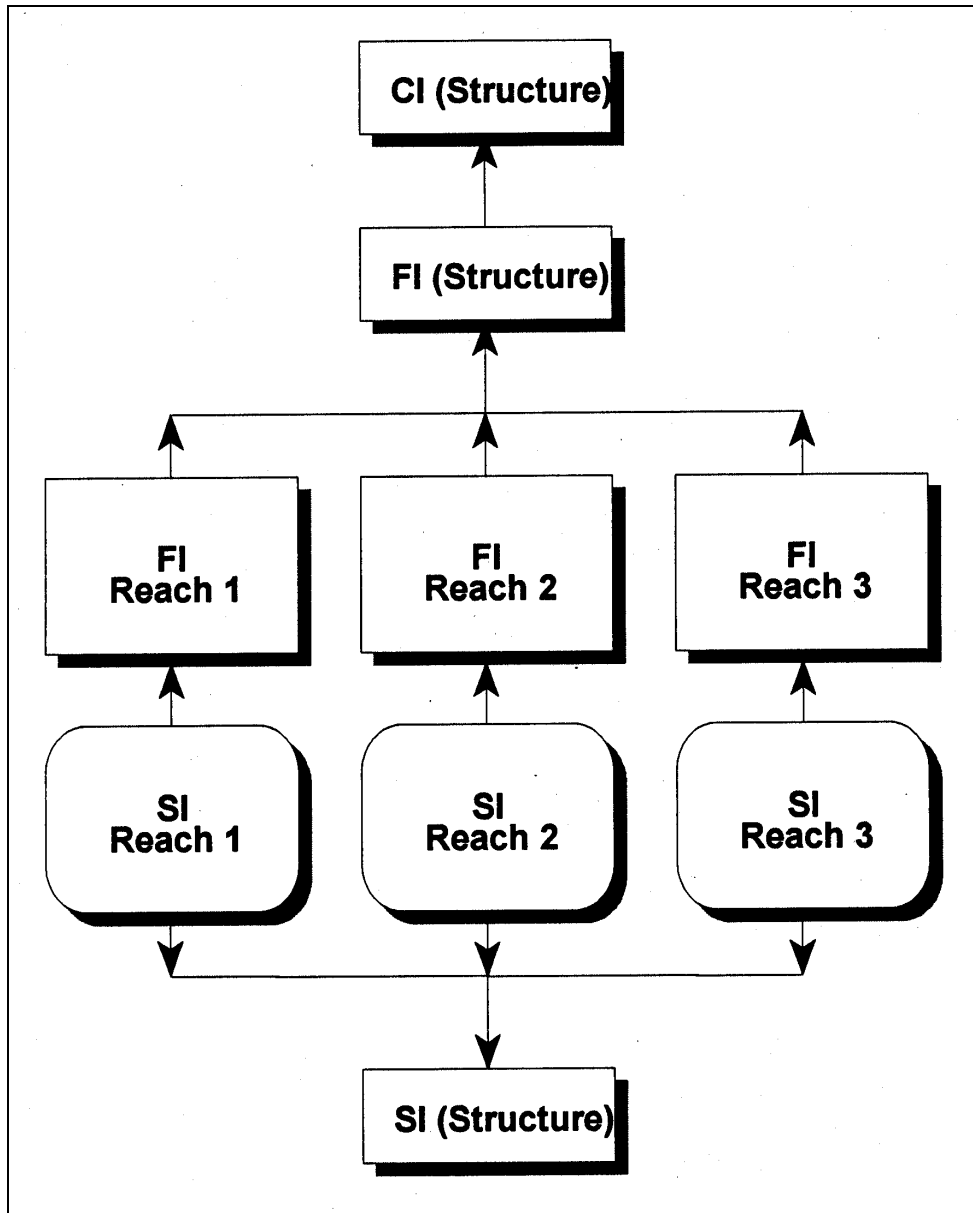 CI (Structure)
FI (Structure)
FI
Reach 1
FI
Reach 2
FI
Reach 3
SI
Reach 1
SI
Reach 2
SI
Reach 3
SI (Structure)